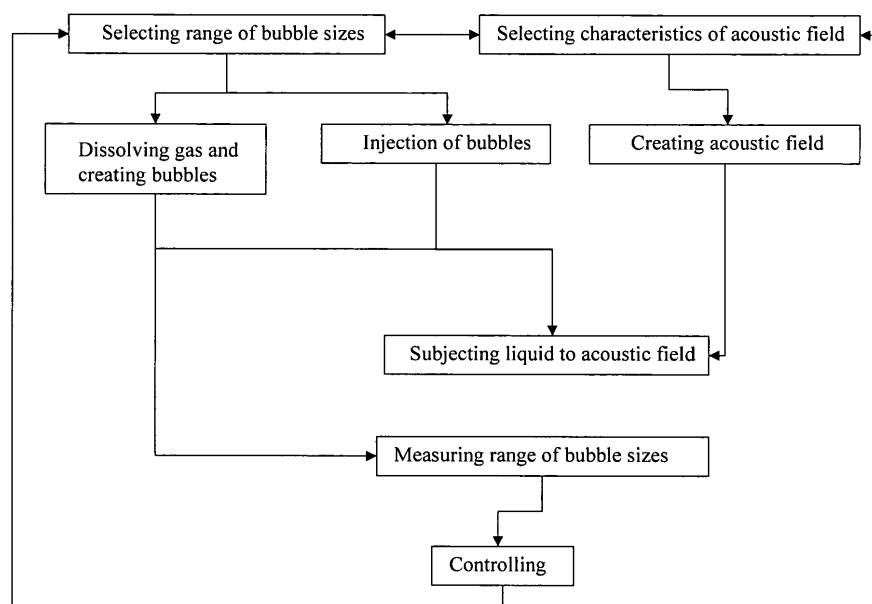 Selecting range of bubble sizes
Selecting characteristics of acoustic field
Dissolving gas and
creating bubbles
Injection of bubbles
Creating acoustic field
Subjecting liquid to acoustic field
Measuring range of bubble sizes
Controlling